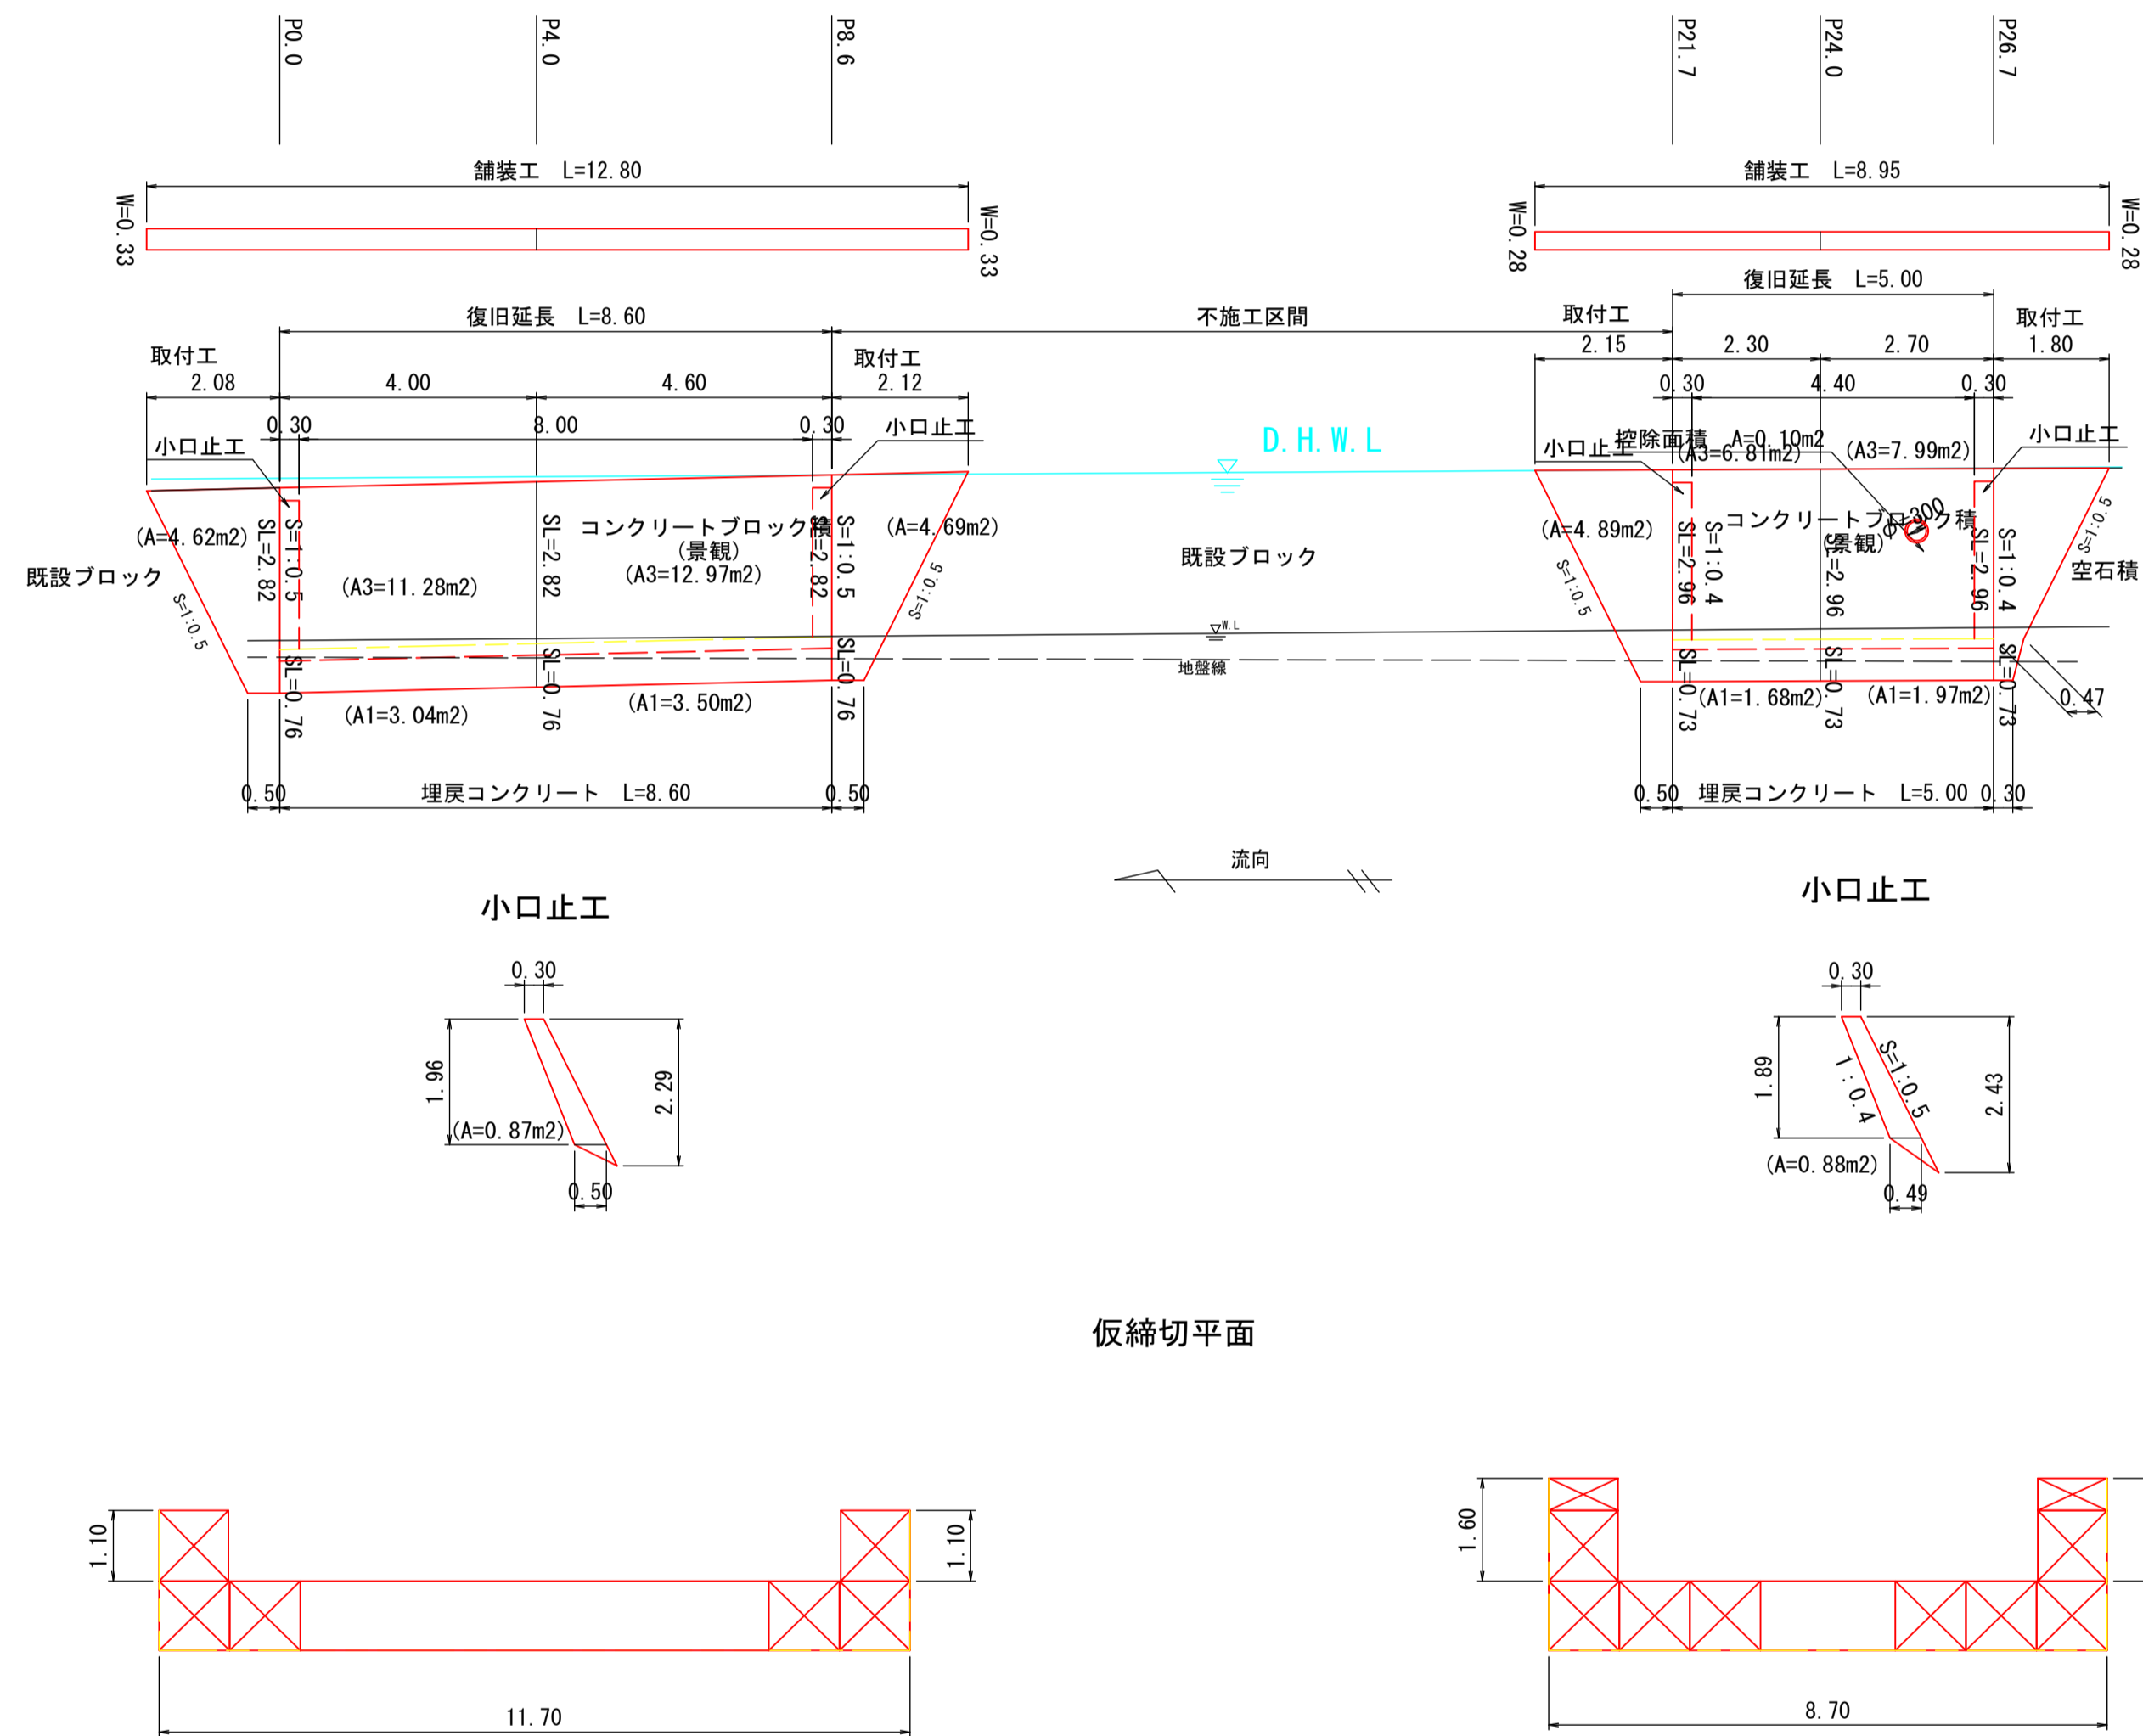 P0.0
P4.0
P8.6
P21.7
P24.0
P26.7
舗装工 L=12.80
舗装工 L=8.95
W=0.33
W=0.33
W=0.28
W=0.28
復旧延長 L=5.00
復旧延長 L=8.60
不施工区間
取付工
取付工
取付工
取付工
2.15
2.30
2.70
1.80
2.08
4.00
4.60
2.12
0.30
4.40
0.30
0.30
8.00
0.30
小口止工
小口止工
小口止工
小口止工
D.H.W.L
控除面積 A=0.10m2
(A3=6.81m2)
(A3=7.99m2)
(A=4.62m2)
SL=2.82
S=1:0.5
SL=2.82
コンクリートブロック積
(景観)
(A3=12.97m2)
SL=2.82
S=1:0.5
(A=4.69m2)
既設ブロック
(A3=11.28m2)
S=1:0.5
S=1:0.5
既設ブロック
(A=4.89m2)
S=1:0.5
SL=2.96
S=1:0.4
コンクリートブロック積
(景観)
φ=300
SL=2.96
SL=2.96
S=1:0.4
S=1:0.5
空石積
W.L
地盤線
SL=0.76
SL=0.76
SL=0.76
(A1=3.04m2)
(A1=3.50m2)
SL=0.73
SL=0.73
SL=0.73
(A1=1.68m2)
(A1=1.97m2)
0.47
0.50
埋戻コンクリート L=8.60
0.50
0.50
埋戻コンクリート L=5.00
0.30
流向
小口止工
小口止工
0.30
1.96
2.29
(A=0.87m2)
0.50
0.30
1.89
1:0.4
S=1:0.5
2.43
(A=0.88m2)
0.49
仮締切平面
1.10
1.10
11.70
1.60
8.70